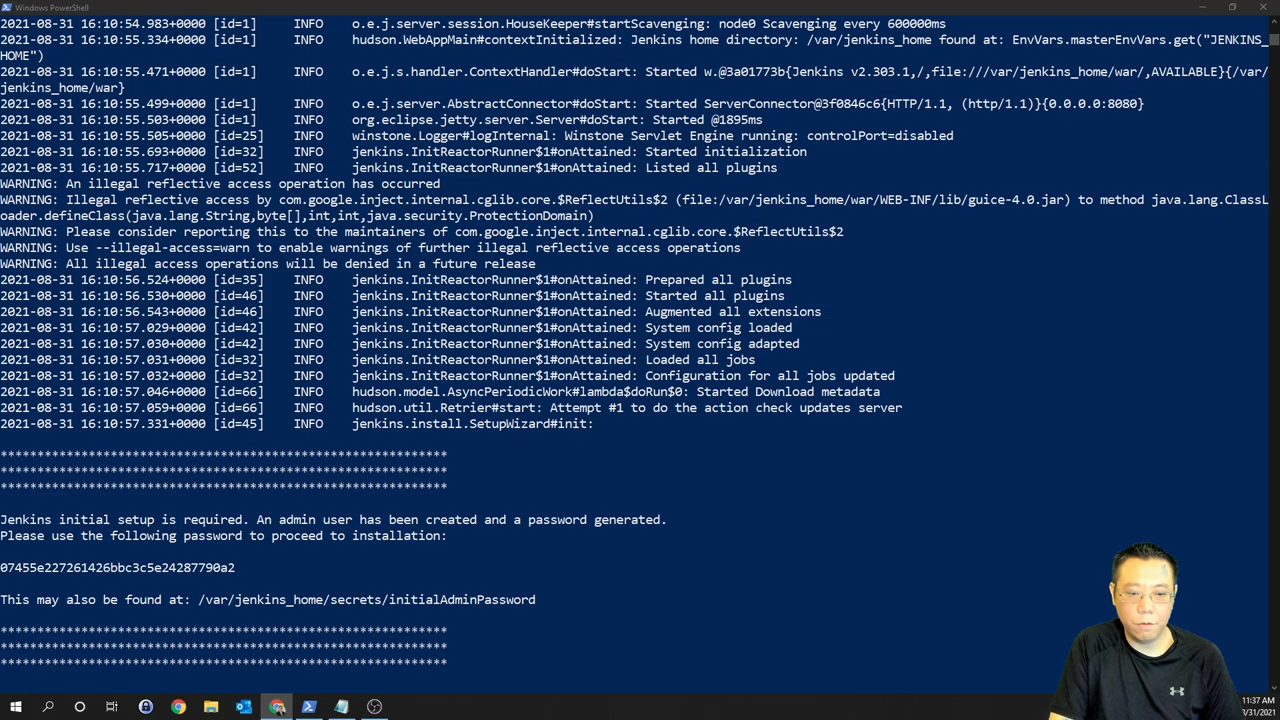 Windows PowerShell
2021-08-31 16:10:54.983+0000 [id=1] INFO o.e.j.server.session.HouseKeeper#startScavenging: node0 Scavenging every 600000ms
2021-08-31 16:10:55.334+0000 [id=1] INFO hudson.WebAppMain#contextInitialized: Jenkins home directory: /var/jenkins_home found at: EnvVars.masterEnvVars.get("JENKINS_
HOME")
2021-08-31 16:10:55.471+0000 [id=1] INFO o.e.j.s.handler.ContextHandler#doStart: Started w.@3a01773b{Jenkins v2.303.1,/,file:///var/jenkins_home/war/,AVAILABLE}{/var/
jenkins_home/war}
2021-08-31 16:10:55.499+0000 [id=1] INFO o.e.j.server.AbstractConnector#doStart: Started ServerConnector@3f0846c6{HTTP/1.1, (http/1.1)}{0.0.0.0:8080}
2021-08-31 16:10:55.503+0000 [id=1] INFO org.eclipse.jetty.server.Server#doStart: Started @1895ms
2021-08-31 16:10:55.505+0000 [id=25] INFO winstone.Logger#logInternal: Winstone Servlet Engine running: controlPort=disabled
2021-08-31 16:10:55.693+0000 [id=32] INFO jenkins.InitReactorRunner$1#onAttained: Started initialization
2021-08-31 16:10:55.717+0000 [id=52] INFO jenkins.InitReactorRunner$1#onAttained: Listed all plugins
WARNING: An illegal reflective access operation has occurred
WARNING: Illegal reflective access by com.google.inject.internal.cglib.core.$ReflectUtils$2 (file:/var/jenkins_home/war/WEB-INF/lib/guice-4.0.jar) to method java.lang.ClassL
oader.defineClass(java.lang.String,byte[],int,int,java.security.ProtectionDomain)
WARNING: Please consider reporting this to the maintainers of com.google.inject.internal.cglib.core.$ReflectUtils$2
WARNING: Use --illegal-access=warn to enable warnings of further illegal reflective access operations
WARNING: All illegal access operations will be denied in a future release
2021-08-31 16:10:56.524+0000 [id=35] INFO jenkins.InitReactorRunner$1#onAttained: Prepared all plugins
2021-08-31 16:10:56.530+0000 [id=46] INFO jenkins.InitReactorRunner$1#onAttained: Started all plugins
2021-08-31 16:10:56.543+0000 [id=46] INFO jenkins.InitReactorRunner$1#onAttained: Augmented all extensions
2021-08-31 16:10:57.029+0000 [id=42] INFO jenkins.InitReactorRunner$1#onAttained: System config loaded
2021-08-31 16:10:57.030+0000 [id=42] INFO jenkins.InitReactorRunner$1#onAttained: System config adapted
2021-08-31 16:10:57.031+0000 [id=32] INFO jenkins.InitReactorRunner$1#onAttained: Loaded all jobs
2021-08-31 16:10:57.032+0000 [id=32] INFO jenkins.InitReactorRunner$1#onAttained: Configuration for all jobs updated
2021-08-31 16:10:57.046+0000 [id=66] INFO hudson.model.AsyncPeriodicWork#lambda$doRun$0: Started Download metadata
2021-08-31 16:10:57.059+0000 [id=66] INFO hudson.util.Retrier#start: Attempt #1 to do the action check updates server
2021-08-31 16:10:57.331+0000 [id=45] INFO jenkins.install.SetupWizard#init:
*************************************************************
*************************************************************
*************************************************************
Jenkins initial setup is required. An admin user has been created and a password generated.
Please use the following password to proceed to installation:
07455e227261426bbc3c5e24287790a2
This may also be found at: /var/jenkins_home/secrets/initialAdminPassword
*************************************************************
*************************************************************
*************************************************************
11:37 AM
8/31/2021